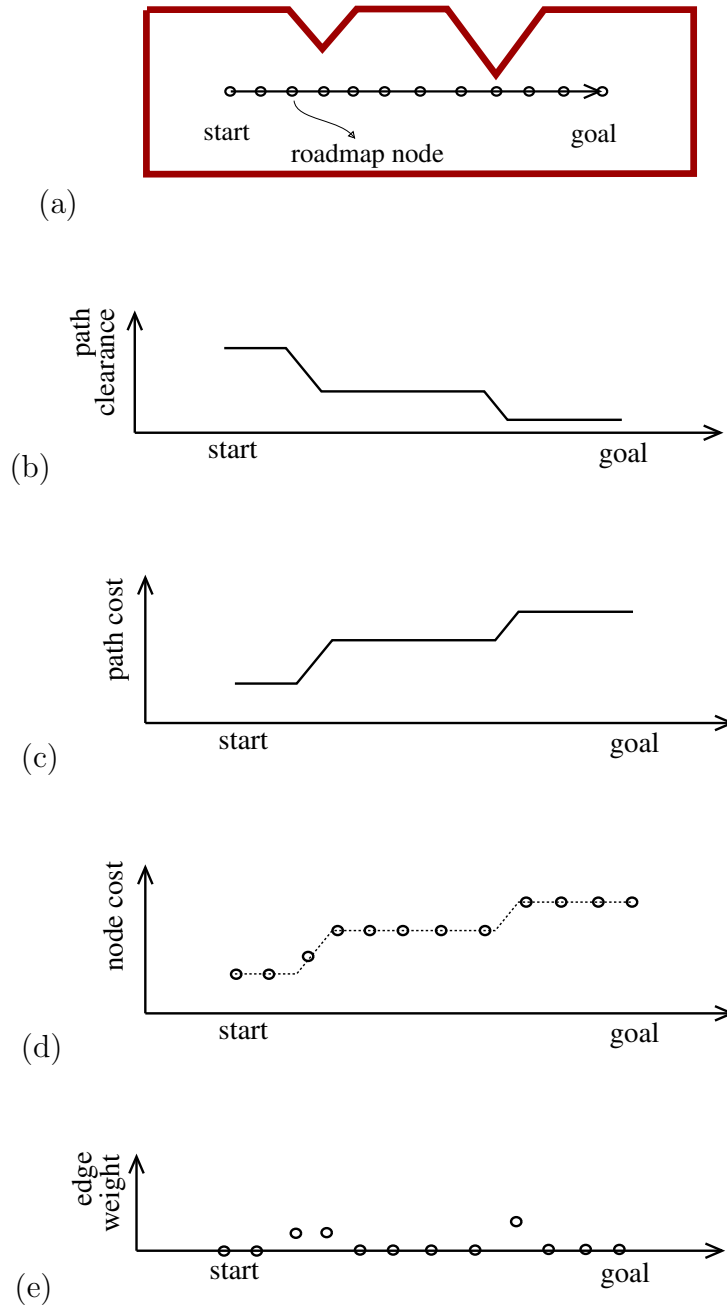 start
goal
roadmap node
(a)
path
clearance
start
goal
(b)
path cost
start
goal
(c)
node cost
start
goal
(d)
edge
weight
start
goal
(e)